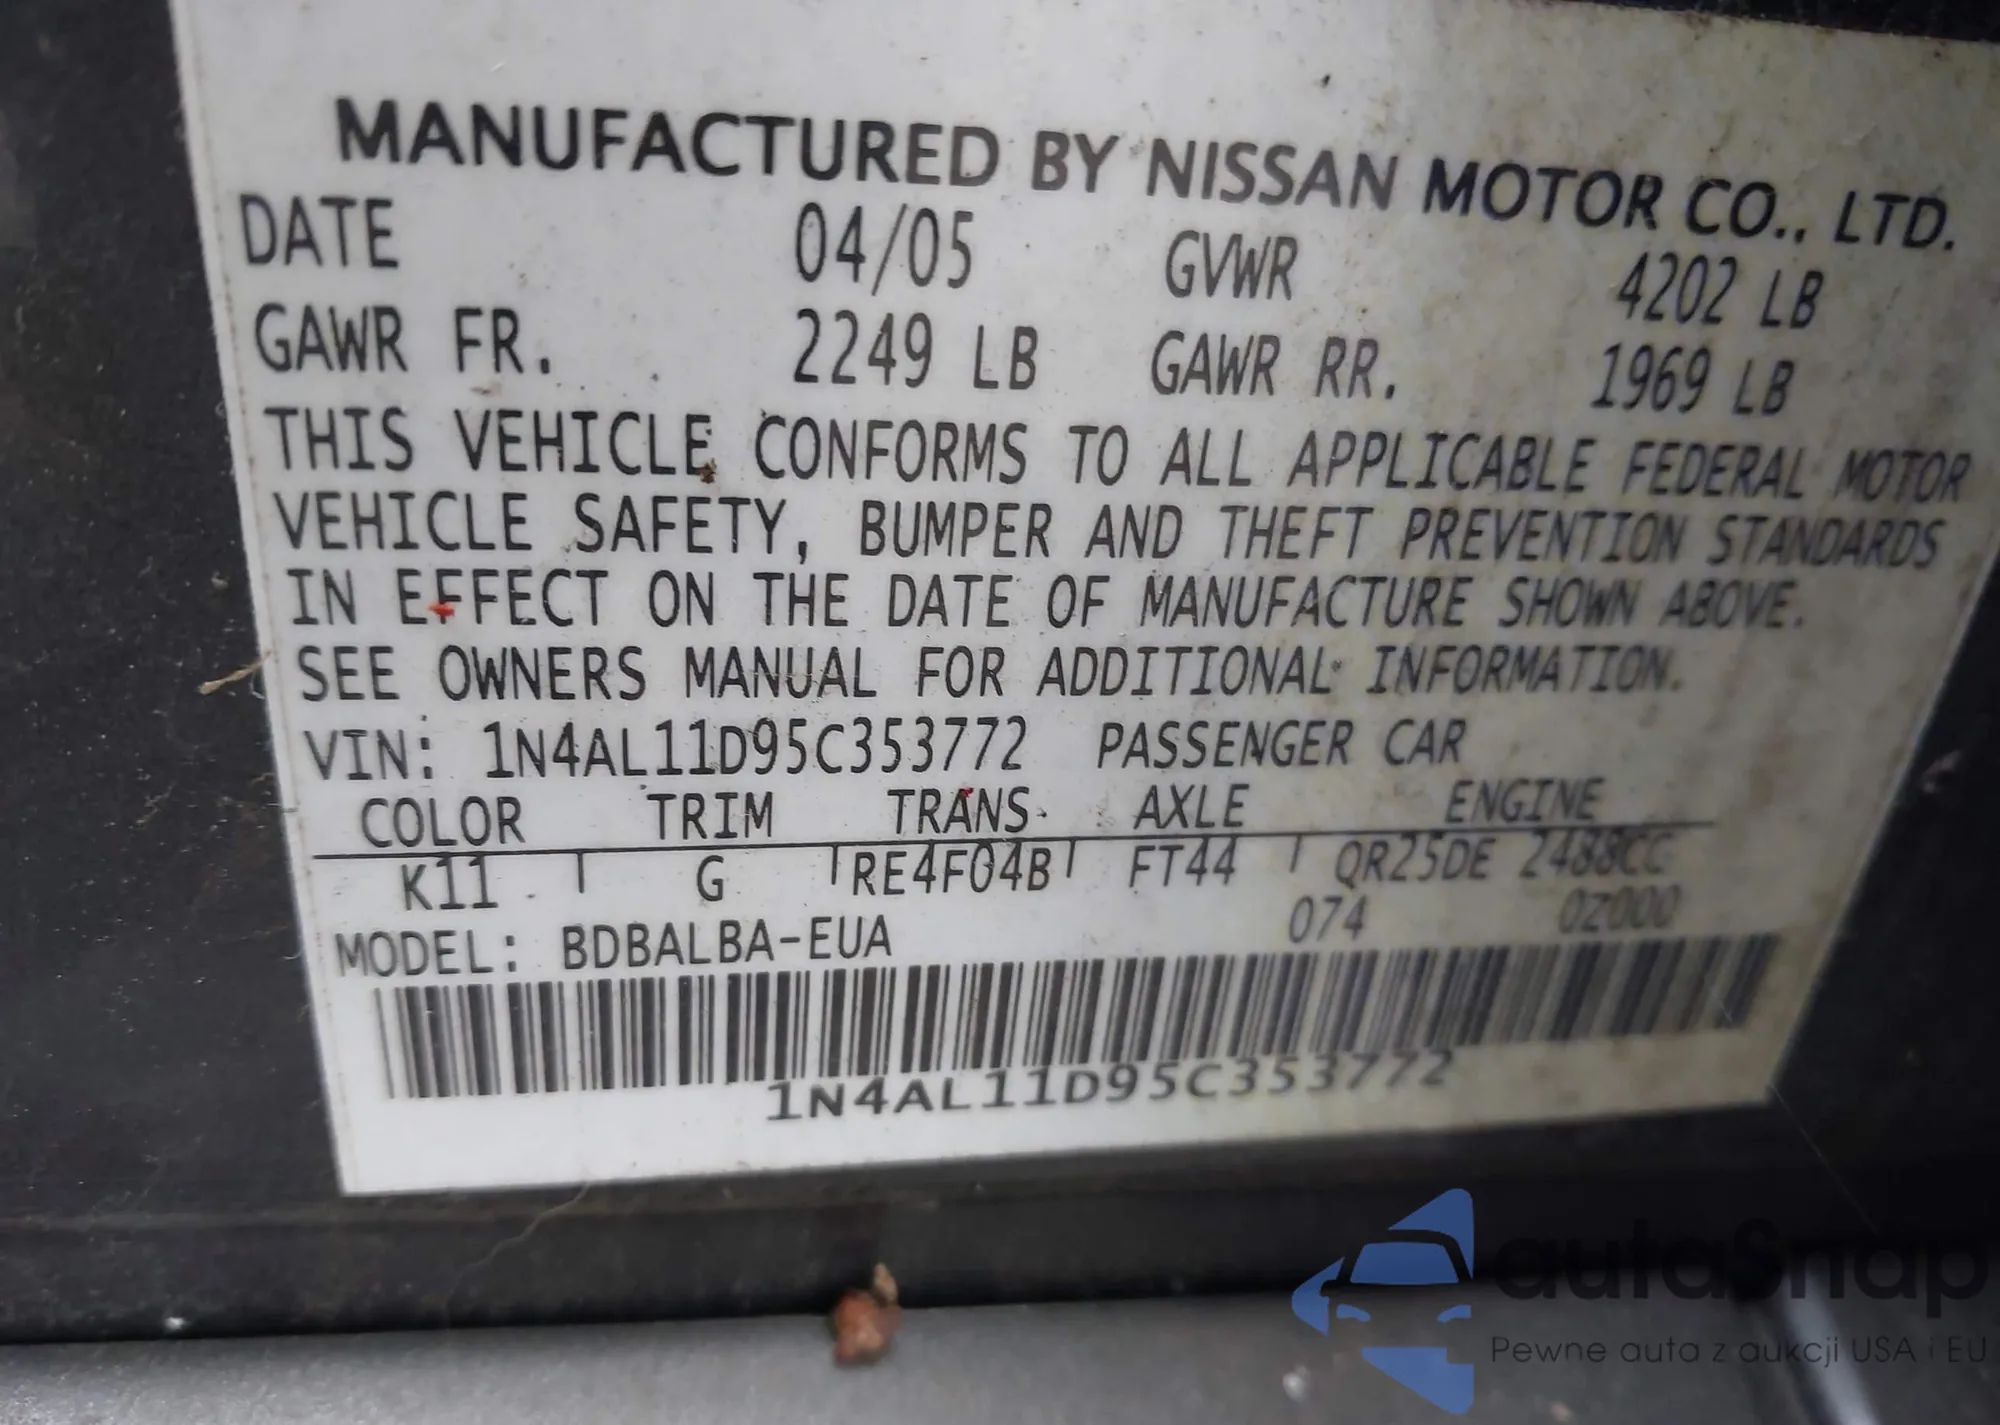 MANUFACTURED BY NISSAN MOTOR CO., LTD.
DATE 04/05 GVWR 4202 LB
GAWR FR. 2249 LB GAWR RR. 1969 LB
THIS VEHICLE CONFORMS TO ALL APPLICABLE FEDERAL MOTOR
VEHICLE SAFETY, BUMPER AND THEFT PREVENTION STANDARDS
IN EFFECT ON THE DATE OF MANUFACTURE SHOWN ABOVE.
SEE OWNERS MANUAL FOR ADDITIONAL INFORMATION.
VIN: 1N4AL11D95C353772 PASSENGER CAR
COLOR TRIM TRANS AXLE ENGINE
K11 G RE4F04B FT44 QR25DE 2488CC
074 0Z000
MODEL: BDBALBA-EUA
1N4AL11D95C353772
autaSnap
Pewne auta z aukcji USA i EU